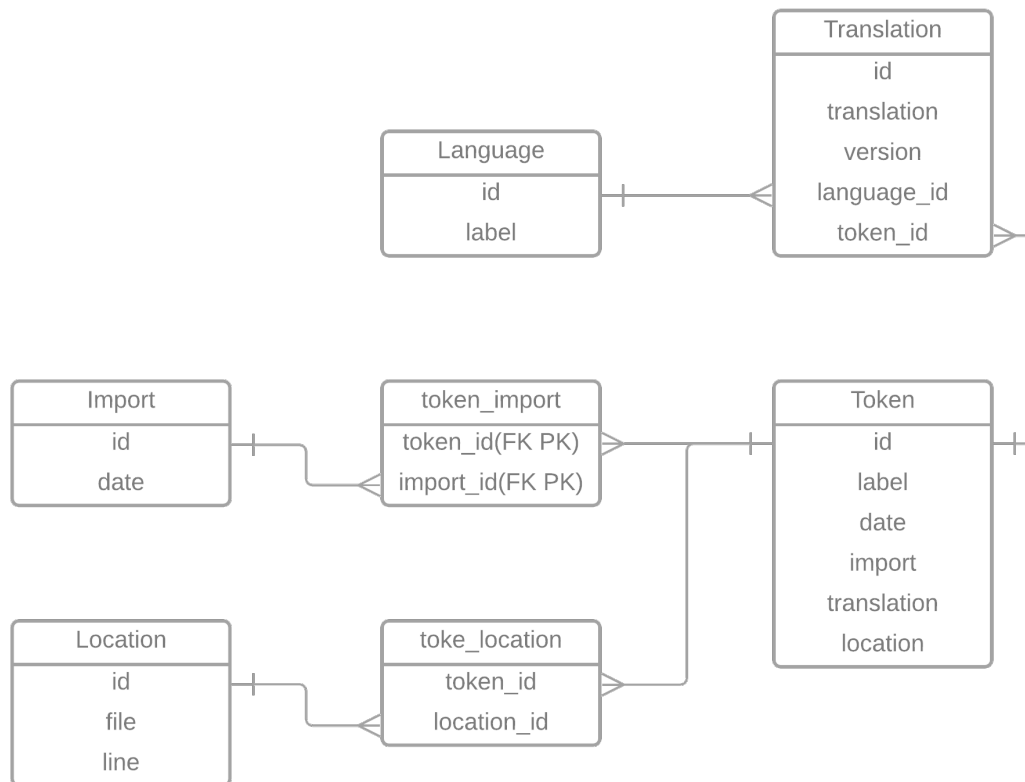 Translation
id
translation
version
language_id
token_id
Language
id
label
Import
id
date
token_import
token_id(FK PK)
import_id(FK PK)
Token
id
label
date
import
translation
location
Location
id
file
line
toke_location
token_id
location_id